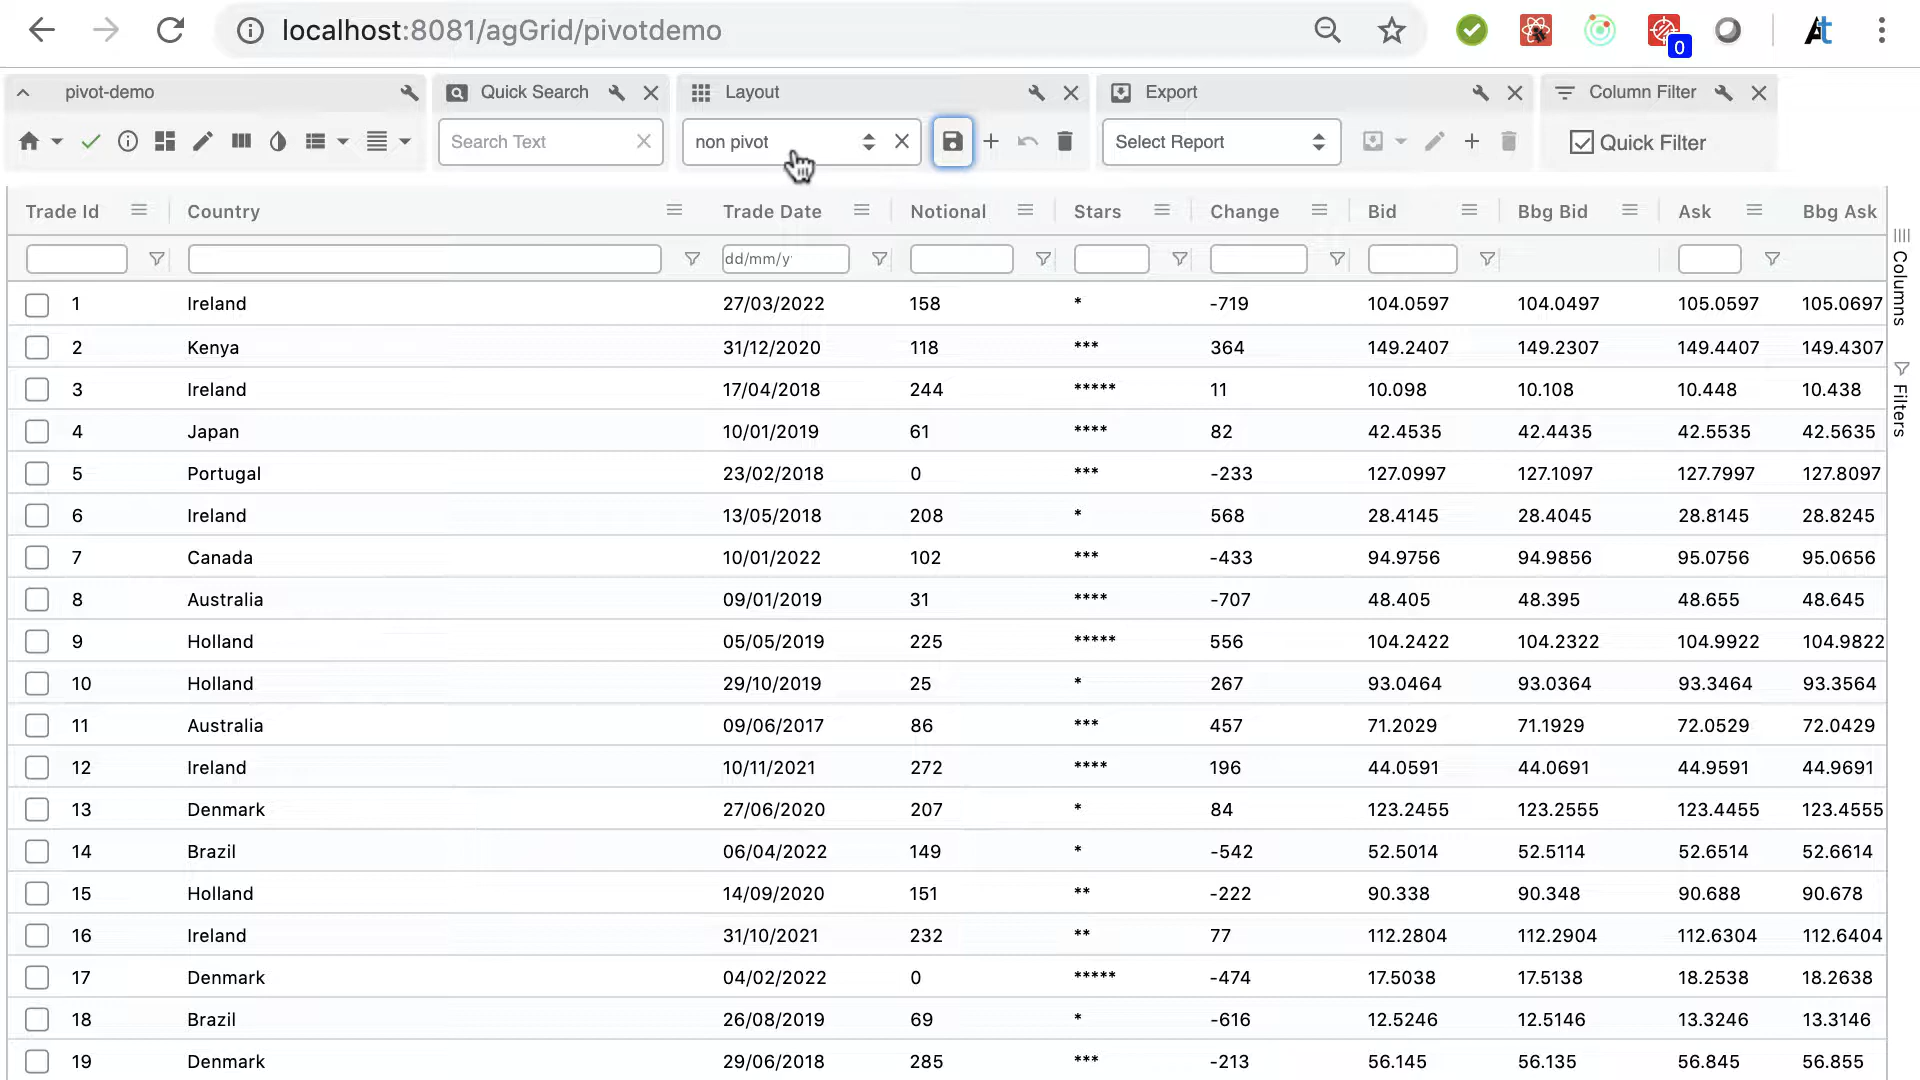 localhost:8081/agGrid/pivotdemo
0
pivot-demo Quick Search Layout Export Column Filter
Search Text non pivot Select Report Quick Filter
Trade Id Country Trade Date Notional Stars Change Bid Bbg Bid Ask Bbg Ask
dd/mm/y
1 Ireland 27/03/2022 158 * -719 104.0597 104.0497 105.0597 105.0697
2 Kenya 31/12/2020 118 *** 364 149.2407 149.2307 149.4407 149.4307
3 Ireland 17/04/2018 244 ***** 11 10.098 10.108 10.448 10.438
4 Japan 10/01/2019 61 **** 82 42.4535 42.4435 42.5535 42.5635
5 Portugal 23/02/2018 0 *** -233 127.0997 127.1097 127.7997 127.8097
6 Ireland 13/05/2018 208 * 568 28.4145 28.4045 28.8145 28.8245
7 Canada 10/01/2022 102 *** -433 94.9756 94.9856 95.0756 95.0656
8 Australia 09/01/2019 31 **** -707 48.405 48.395 48.655 48.645
9 Holland 05/05/2019 225 ***** 556 104.2422 104.2322 104.9922 104.9822
10 Holland 29/10/2019 25 * 267 93.0464 93.0364 93.3464 93.3564
11 Australia 09/06/2017 86 *** 457 71.2029 71.1929 72.0529 72.0429
12 Ireland 10/11/2021 272 **** 196 44.0591 44.0691 44.9591 44.9691
13 Denmark 27/06/2020 207 * 84 123.2455 123.2555 123.4455 123.4555
14 Brazil 06/04/2022 149 * -542 52.5014 52.5114 52.6514 52.6614
15 Holland 14/09/2020 151 ** -222 90.338 90.348 90.688 90.678
16 Ireland 31/10/2021 232 ** 77 112.2804 112.2904 112.6304 112.6404
17 Denmark 04/02/2022 0 ***** -474 17.5038 17.5138 18.2538 18.2638
18 Brazil 26/08/2019 69 * -616 12.5246 12.5146 13.3246 13.3146
19 Denmark 29/06/2018 285 *** -213 56.145 56.135 56.845 56.855
Columns
Filters